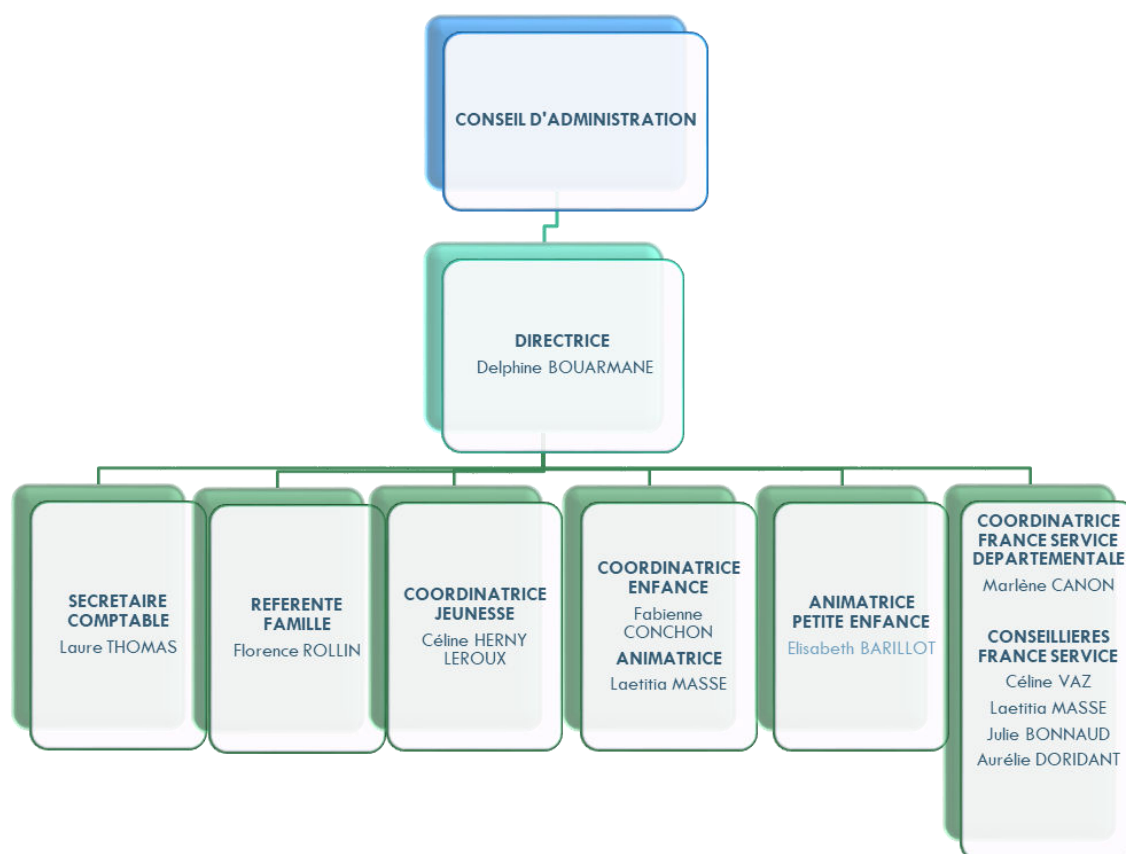 CONSEIL D'ADMINISTRATION
DIRECTRICE
Delphine BOUARMANE
SECRETAIRE
COMPTABLE
Laure THOMAS
REFERENTE
FAMILLE
Florence ROLLIN
COORDINATRICE
JEUNESSE
Céline HERNY
LEROUX
COORDINATRICE
ENFANCE
Fabienne
CONCHON
ANIMATRICE
Laetitia MASSE
ANIMATRICE
PETITE ENFANCE
Elisabeth BARILLOT
COORDINATRICE
FRANCE SERVICE
DEPARTEMENTALE
Marlène CANON
CONSEILLIERES
FRANCE SERVICE
Céline VAZ
Laetitia MASSE
Julie BONNAUD
Aurélie DORIDANT